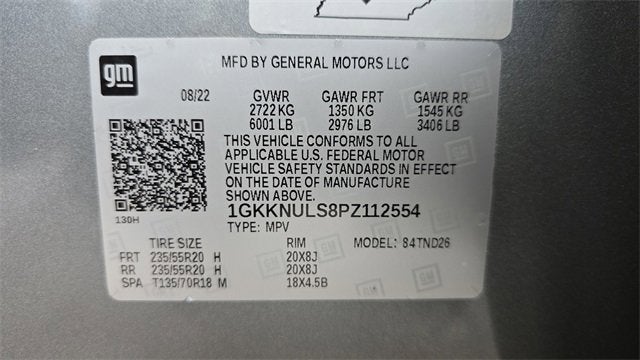 gm
MFD BY GENERAL MOTORS LLC
08/22 GVWR GAWR FRT GAWR RR
2722 KG 1350 KG 1545 KG
6001 LB 2976 LB 3406 LB
THIS VEHICLE CONFORMS TO ALL
APPLICABLE U.S. FEDERAL MOTOR
VEHICLE SAFETY STANDARDS IN EFFECT
ON THE DATE OF MANUFACTURE
SHOWN ABOVE.
130H
1GKKNULS8PZ112554
TYPE: MPV
TIRE SIZE RIM MODEL: 84TND26
FRT 235/55R20 H 20X8J
RR 235/55R20 H 20X8J
SPA T135/70R18 M 18X4.5B